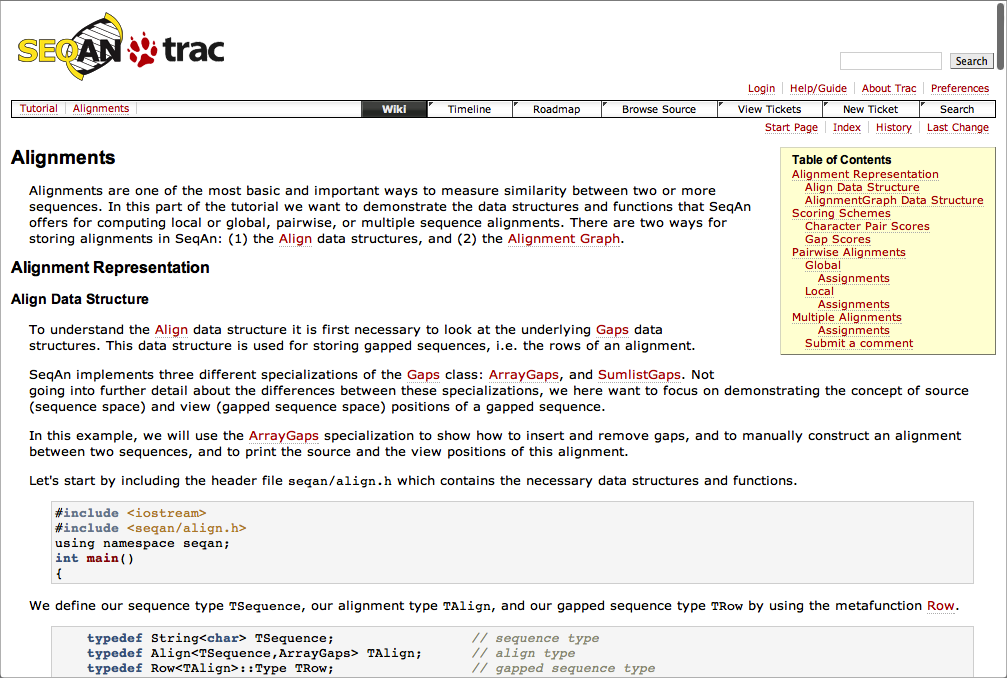 SEQAN trac
Search
Login Help/Guide About Trac Preferences
Tutorial Alignments Wiki Timeline Roadmap Browse Source View Tickets New Ticket Search
Start Page Index History Last Change
Alignments
Alignments are one of the most basic and important ways to measure similarity between two or more
sequences. In this part of the tutorial we want to demonstrate the data structures and functions that SeqAn
offers for computing local or global, pairwise, or multiple sequence alignments. There are two ways for
storing alignments in SeqAn: (1) the Align data structures, and (2) the Alignment Graph.
Table of Contents
Alignment Representation
Align Data Structure
AlignmentGraph Data Structure
Scoring Schemes
Character Pair Scores
Gap Scores
Pairwise Alignments
Global
Assignments
Local
Assignments
Multiple Alignments
Assignments
Submit a comment
Alignment Representation
Align Data Structure
To understand the Align data structure it is first necessary to look at the underlying Gaps data
structures. This data structure is used for storing gapped sequences, i.e. the rows of an alignment.
SeqAn implements three different specializations of the Gaps class: ArrayGaps, and SumlistGaps. Not
going into further detail about the differences between these specializations, we here want to focus on demonstrating the concept of source
(sequence space) and view (gapped sequence space) positions of a gapped sequence.
In this example, we will use the ArrayGaps specialization to show how to insert and remove gaps, and to manually construct an alignment
between two sequences, and to print the source and the view positions of this alignment.
Let's start by including the header file seqan/align.h which contains the necessary data structures and functions.
#include <iostream>
#include <seqan/align.h>
using namespace seqan;
int main()
{
We define our sequence type TSequence, our alignment type TAlign, and our gapped sequence type TRow by using the metafunction Row.
typedef String<char> TSequence; // sequence type
typedef Align<TSequence,ArrayGaps> TAlign; // align type
typedef Row<TAlign>::Type TRow; // gapped sequence type